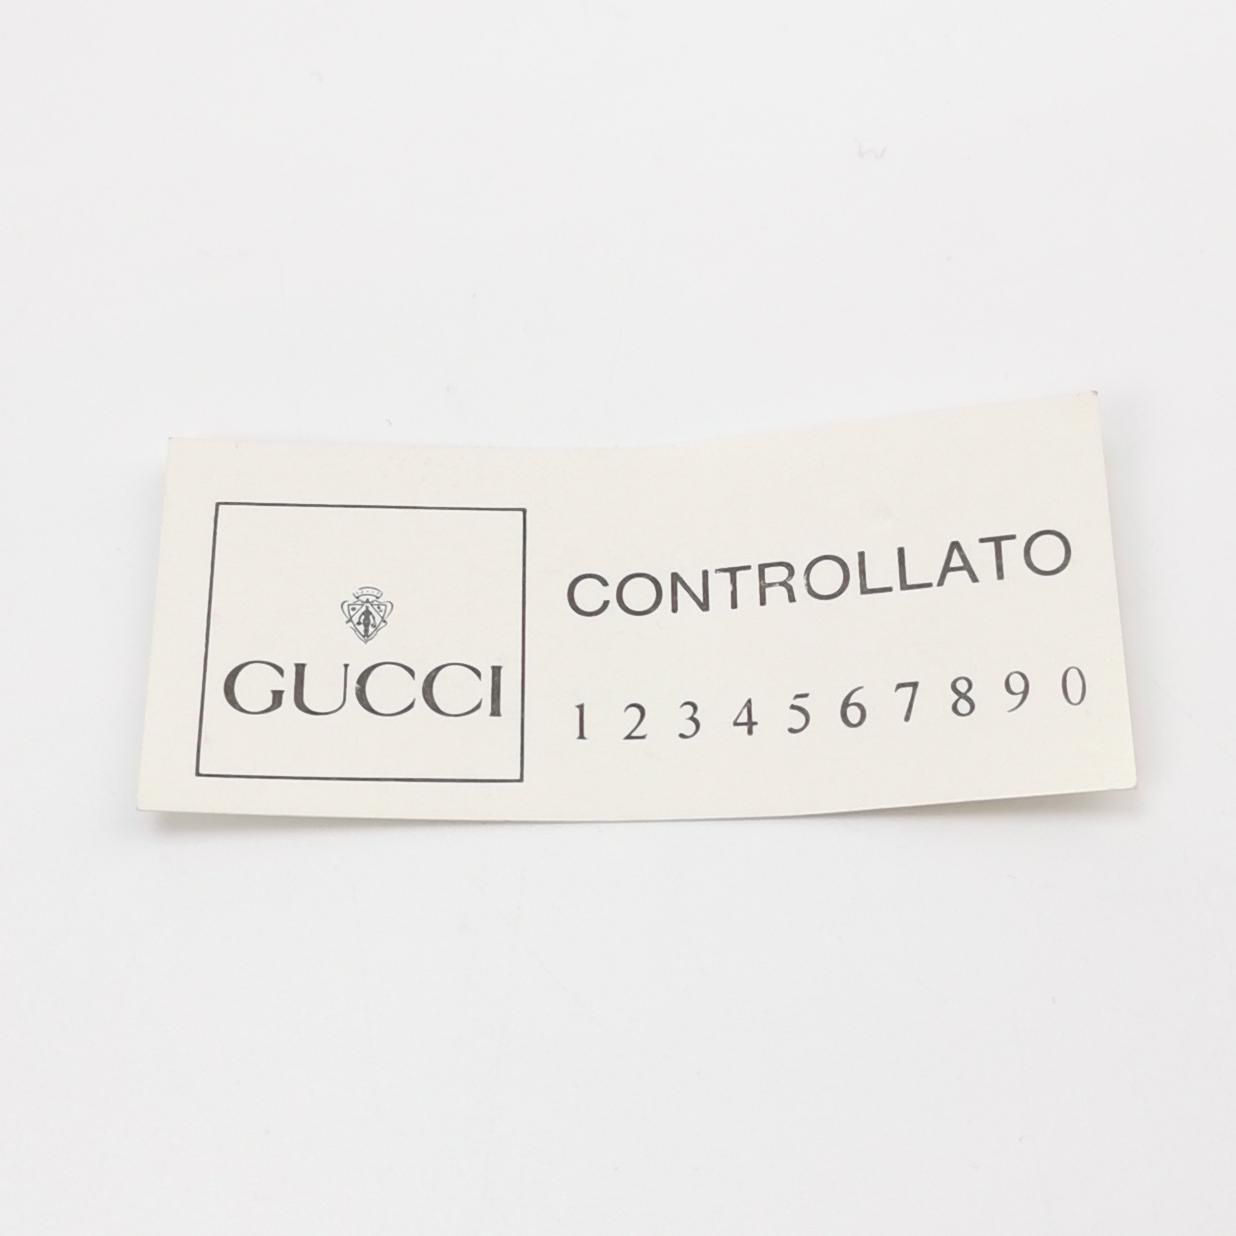 GUCCI
CONTROLLATO
1 2 3 4 5 6 7 8 9 0